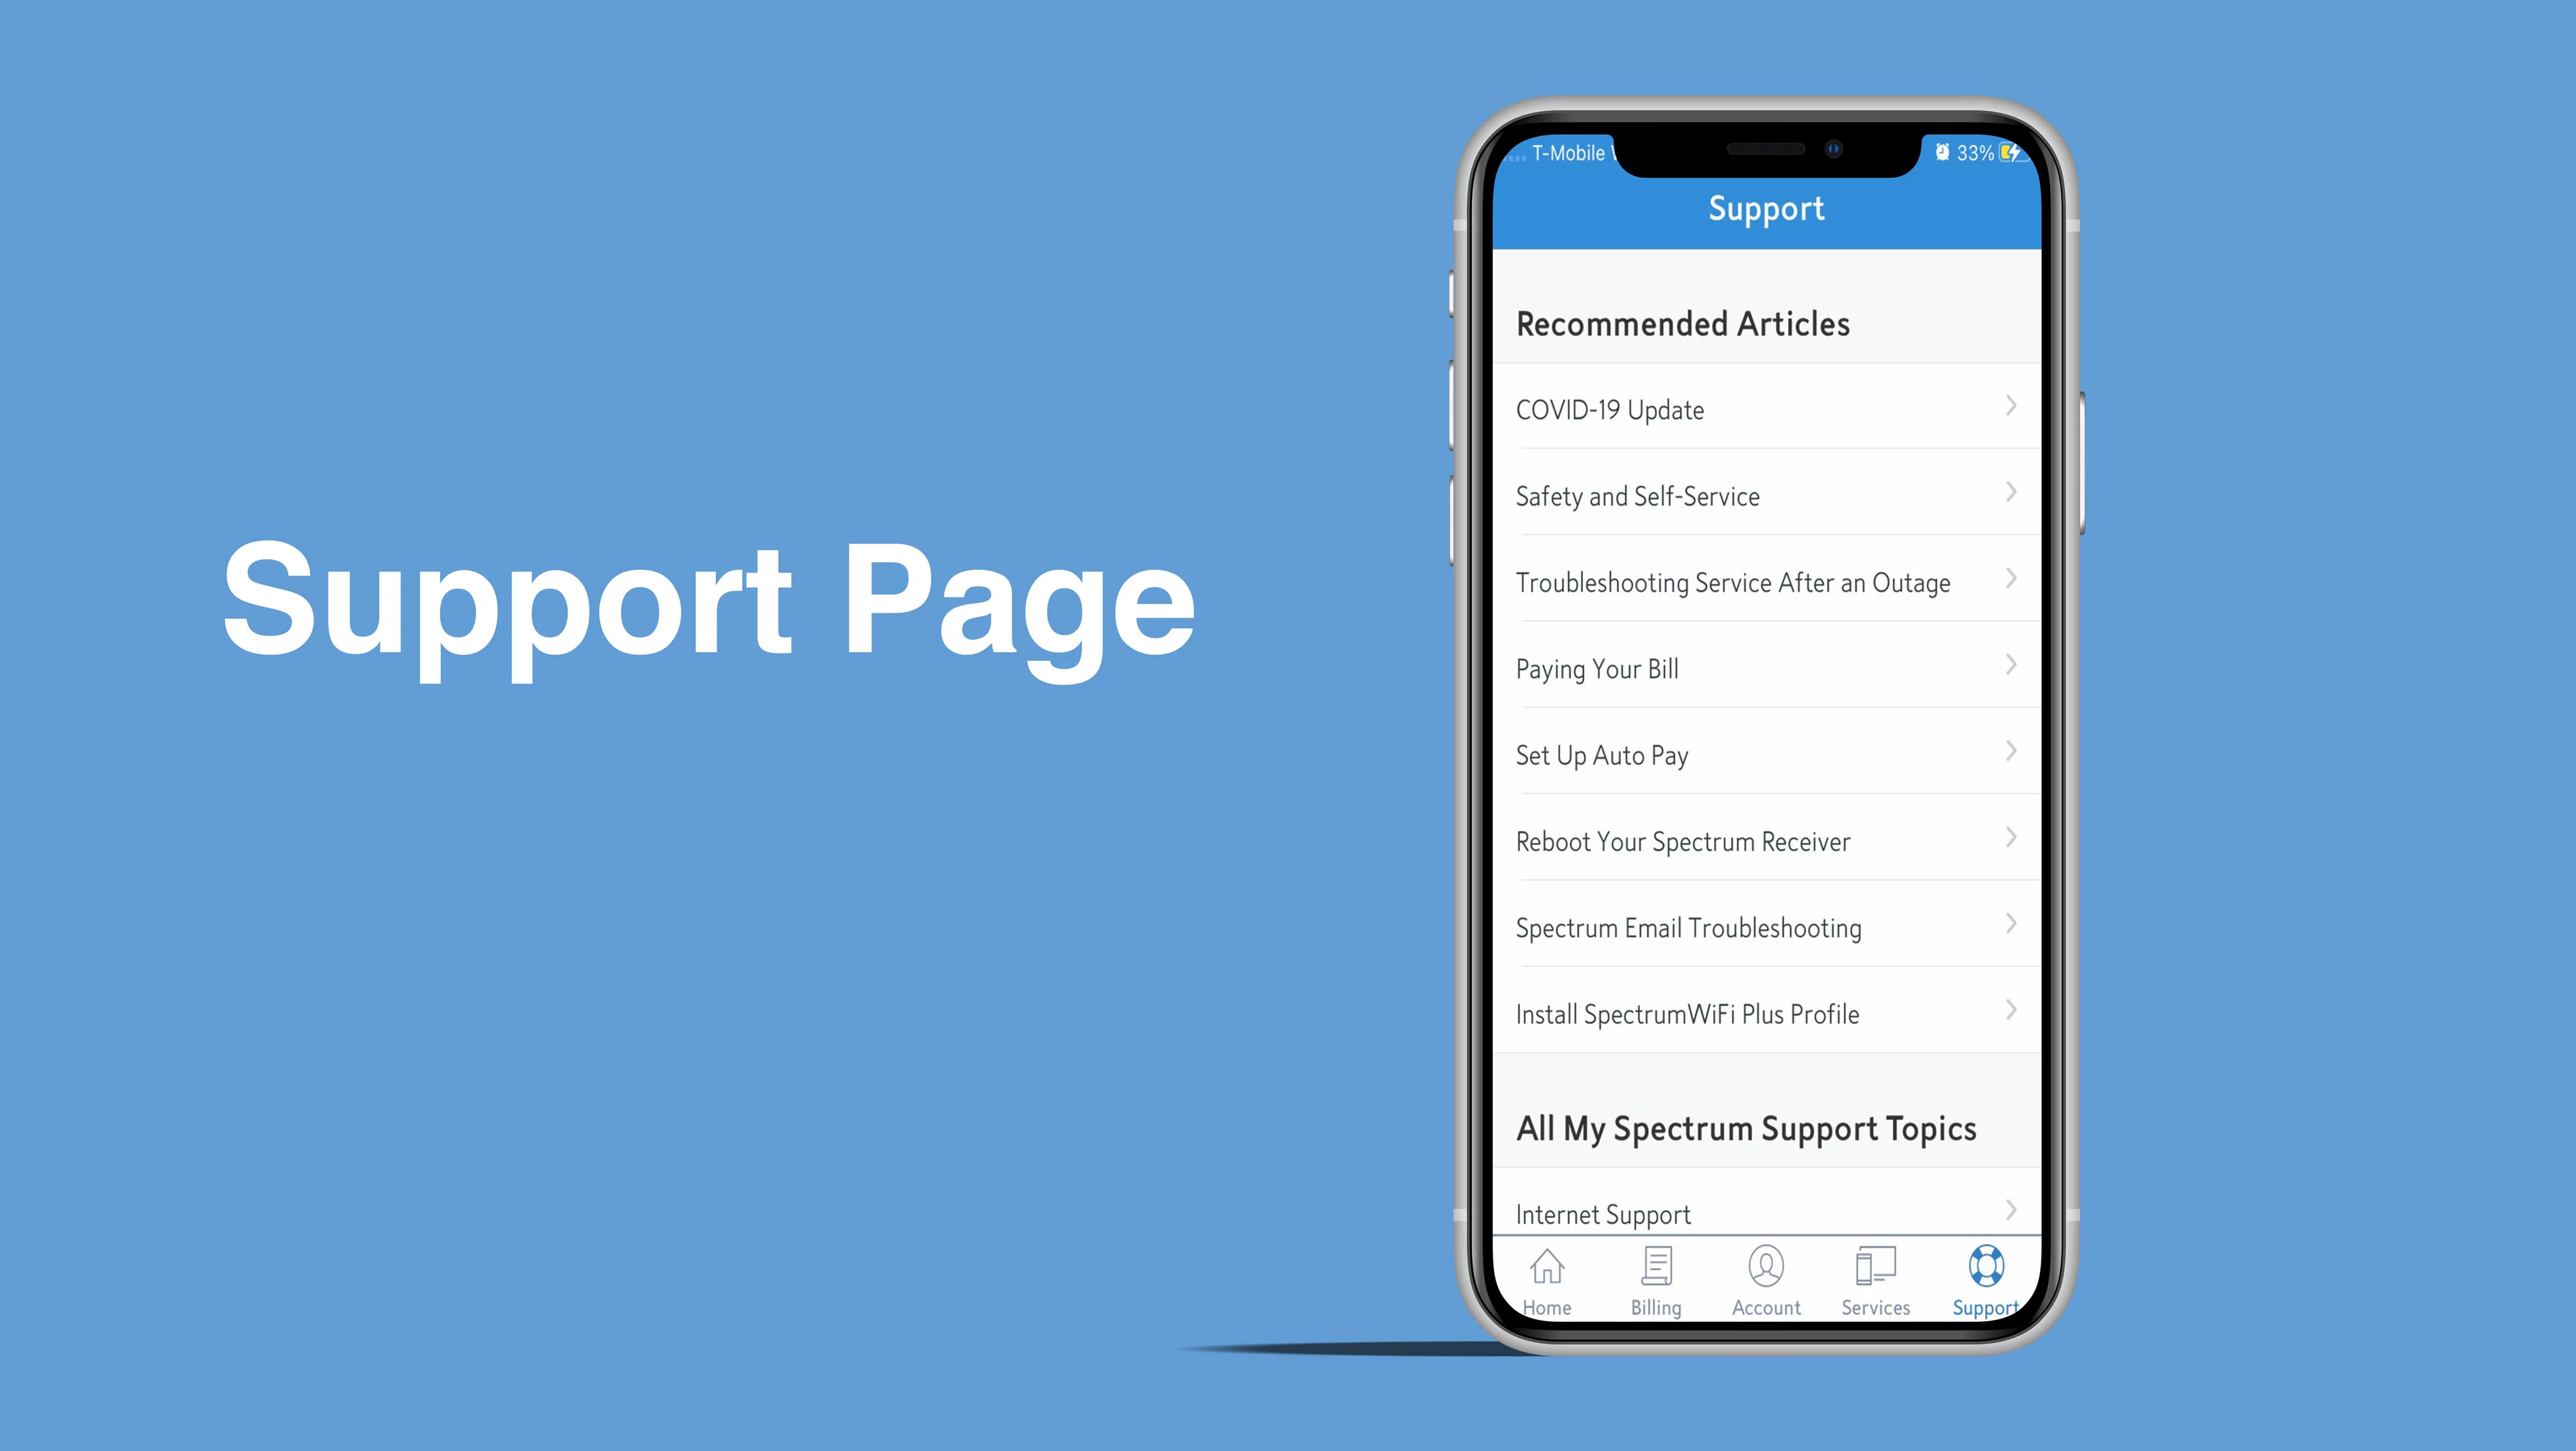 Support Page
T-Mobile
33%
Support
Recommended Articles
COVID-19 Update
Safety and Self-Service
Troubleshooting Service After an Outage
Paying Your Bill
Set Up Auto Pay
Reboot Your Spectrum Receiver
Spectrum Email Troubleshooting
Install SpectrumWiFi Plus Profile
All My Spectrum Support Topics
Internet Support
Home
Billing
Account
Services
Support